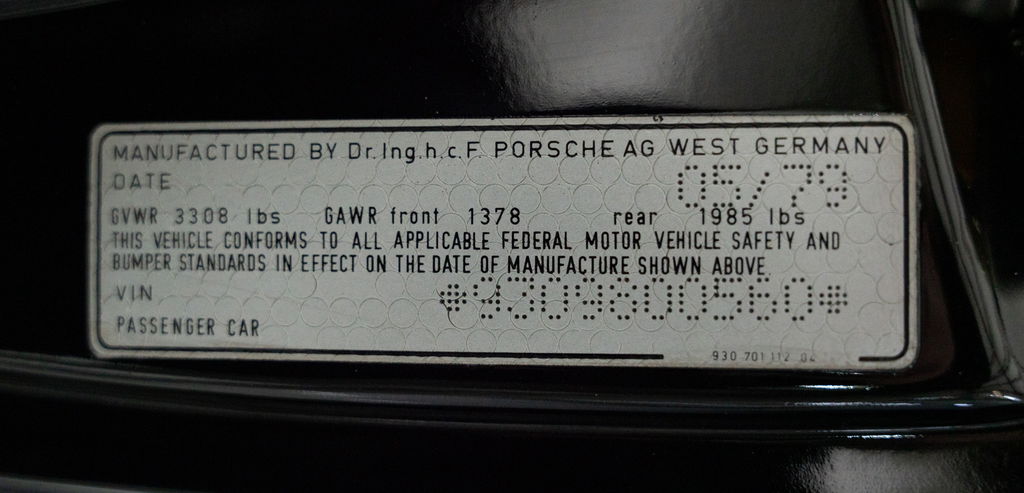 MANUFACTURED BY Dr.Ing.h.c.F. PORSCHE AG WEST GERMANY
DATE 05/79
GVWR 3308 lbs GAWR front 1378 rear 1985 lbs
THIS VEHICLE CONFORMS TO ALL APPLICABLE FEDERAL MOTOR VEHICLE SAFETY AND
BUMPER STANDARDS IN EFFECT ON THE DATE OF MANUFACTURE SHOWN ABOVE.
VIN *9309800560*
PASSENGER CAR
930 701 112 04